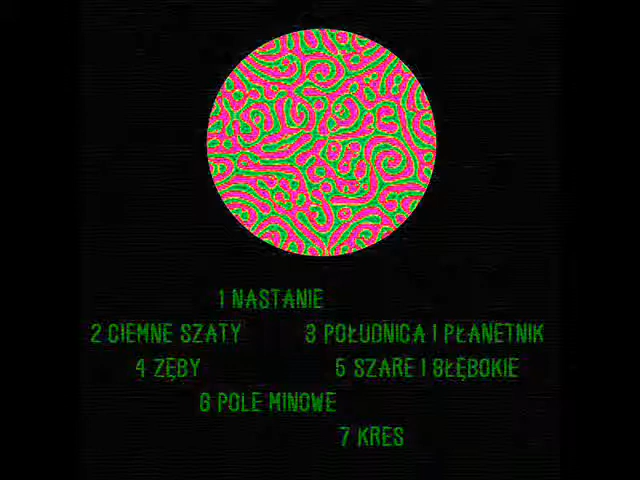 1 NASTANIE
2 CIEMNE SZATY 3 POŁUDNICA I PŁANETNIK
4 ZĘBY 5 SZARE I GŁĘBOKIE
6 POLE MINOWE
7 KRES